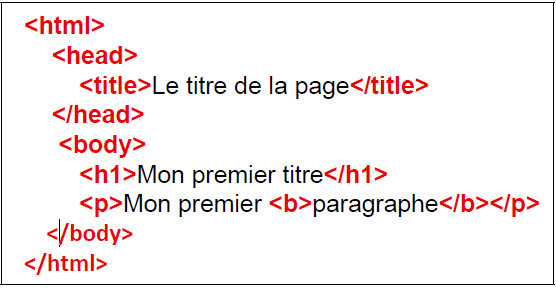 <html>
<head>
<title>Le titre de la page</title>
</head>
<body>
<h1>Mon premier titre</h1>
<p>Mon premier <b>paragraphe</b></p>
</body>
</html>